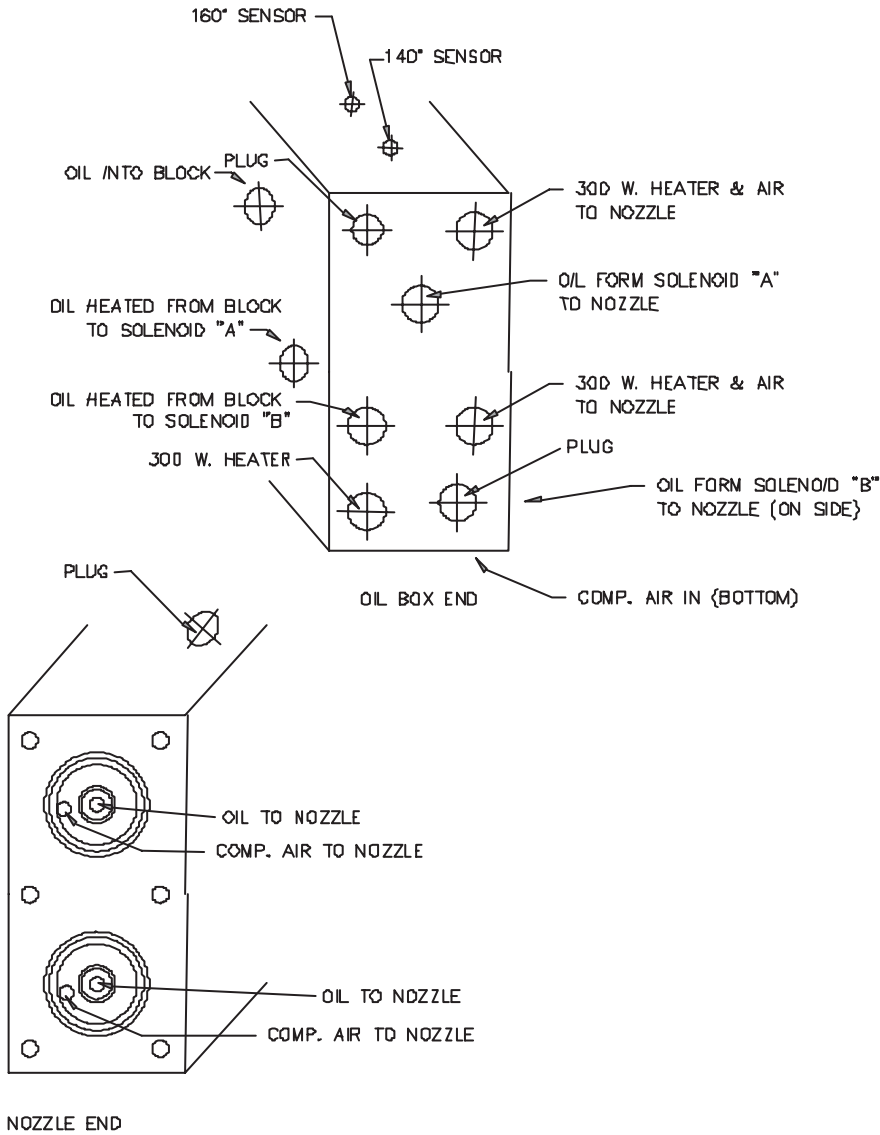 160° SENSOR
140° SENSOR
PLUG
OIL INTO BLOCK
300 W. HEATER & AIR
TO NOZZLE
OIL FORM SOLENOID "A"
TO NOZZLE
OIL HEATED FROM BLOCK
TO SOLENOID "A"
300 W. HEATER & AIR
TO NOZZLE
OIL HEATED FROM BLOCK
TO SOLENOID "B"
PLUG
300 W. HEATER
OIL FORM SOLENOID "B"
TO NOZZLE (ON SIDE)
PLUG
OIL BOX END
COMP. AIR IN (BOTTOM)
OIL TO NOZZLE
COMP. AIR TO NOZZLE
OIL TO NOZZLE
COMP. AIR TO NOZZLE
NOZZLE END